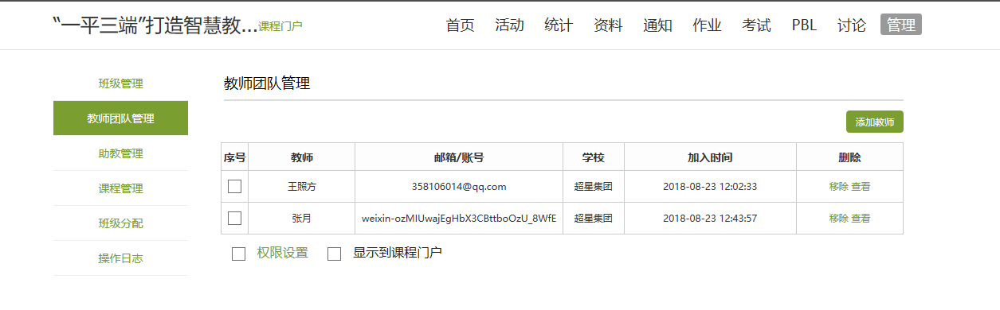 “一平三端”打造智慧教...课程门户 首页 活动 统计 资料 通知 作业 考试 PBL 讨论 管理
班级管理
教师团队管理
助教管理
课程管理
班级分配
操作日志
教师团队管理
添加教师
序号 教师 邮箱/账号 学校 加入时间 删除
王照方 358106014@qq.com 超星集团 2018-08-23 12:02:33 移除 查看
张月 weixin-ozMIUwajEgHbX3CBttboOzU_8WfE 超星集团 2018-08-23 12:43:57 移除 查看
权限设置 显示到课程门户